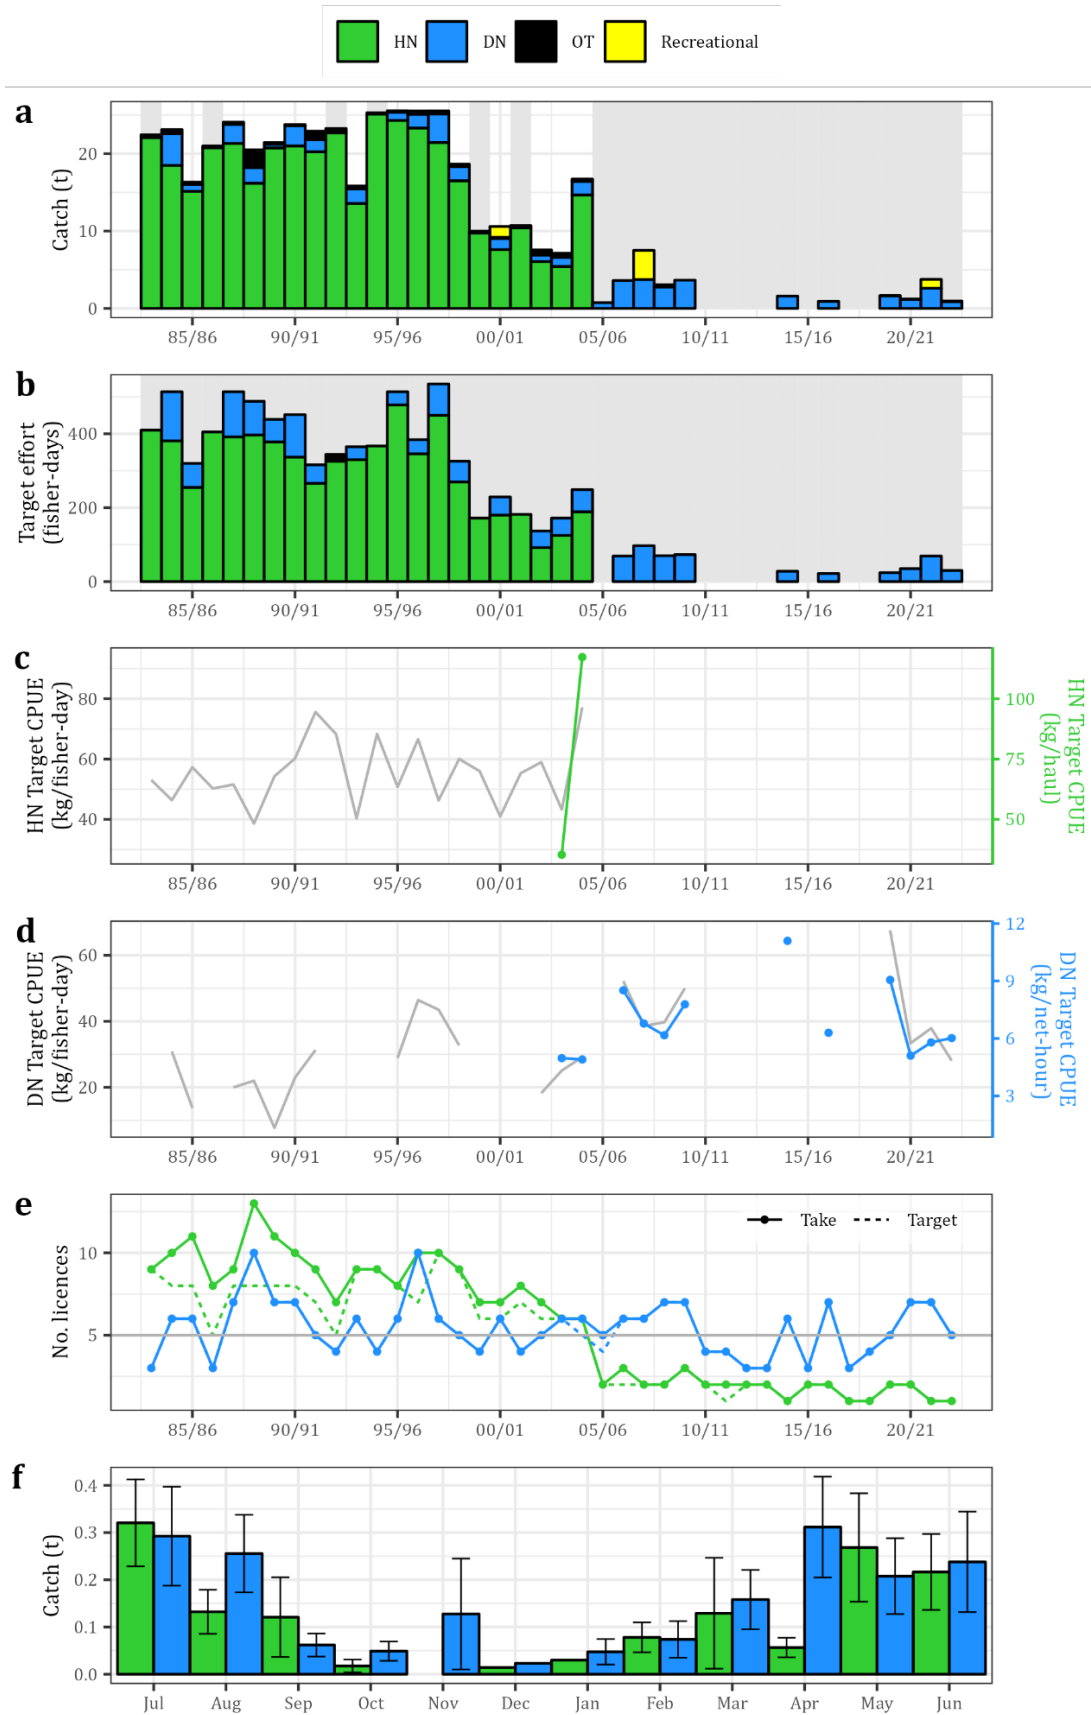 HN DN OT Recreational
a
Catch (t)
20
10
0
85/86 90/91 95/96 00/01 05/06 10/11 15/16 20/21
b
Target effort
(fisher-days)
400
200
0
85/86 90/91 95/96 00/01 05/06 10/11 15/16 20/21
c
HN Target CPUE
(kg/fisher-day)
80
60
40
100
75
50
HN Target CPUE
(kg/haul)
85/86 90/91 95/96 00/01 05/06 10/11 15/16 20/21
d
DN Target CPUE
(kg/fisher-day)
60
40
20
12
9
6
3
DN Target CPUE
(kg/net-hour)
85/86 90/91 95/96 00/01 05/06 10/11 15/16 20/21
e
No. licences
10
5
Take Target
85/86 90/91 95/96 00/01 05/06 10/11 15/16 20/21
f
Catch (t)
0.4
0.3
0.2
0.1
0.0
Jul Aug Sep Oct Nov Dec Jan Feb Mar Apr May Jun